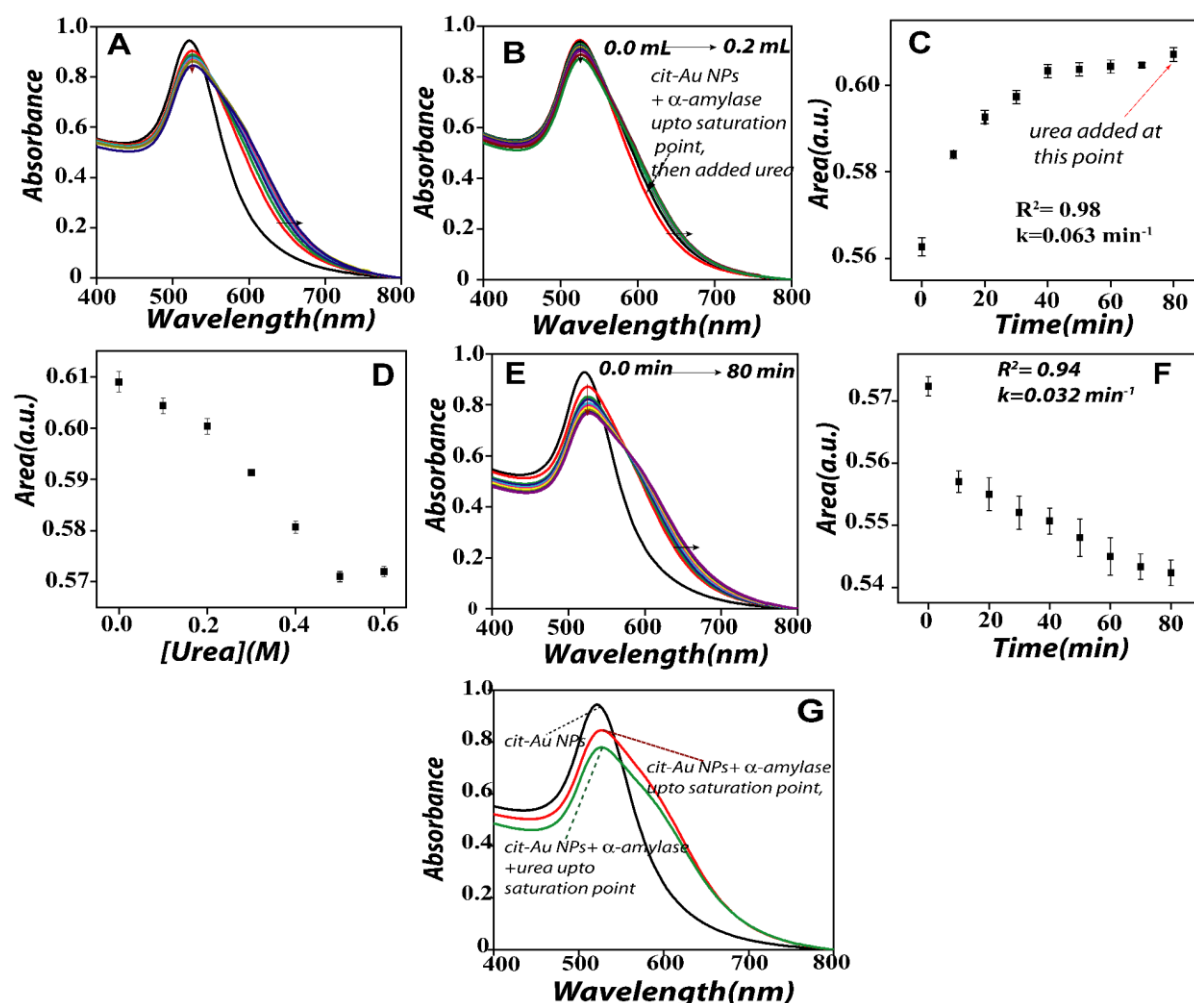 A
Absorbance
1.0
0.8
0.6
0.4
0.2
0
400 500 600 700 800
Wavelength(nm)
B
0.0 mL 0.2 mL
cit-Au NPs
+ α-amylase
upto saturation
point,
then added urea
Absorbance
1.0
0.8
0.6
0.4
0.2
0
400 500 600 700 800
Wavelength(nm)
C
Area(a.u.)
0.60
0.58
0.56
urea added at
this point
R²= 0.98
k=0.063 min⁻¹
0 20 40 60 80
Time(min)
D
Area(a.u.)
0.61
0.60
0.59
0.58
0.57
0.0 0.2 0.4 0.6
[Urea](M)
E
0.0 min 80 min
Absorbance
1.0
0.8
0.6
0.4
0.2
0
400 500 600 700 800
Wavelength(nm)
F
R²= 0.94
k=0.032 min⁻¹
Area(a.u.)
0.57
0.56
0.55
0.54
0 20 40 60 80
Time(min)
G
cit-Au NPs
cit-Au NPs+ α-amylase
upto saturation point,
cit-Au NPs+ α-amylase
+urea upto
saturation point
Absorbance
1.0
0.8
0.6
0.4
0.2
0
400 500 600 700 800
Wavelength(nm)